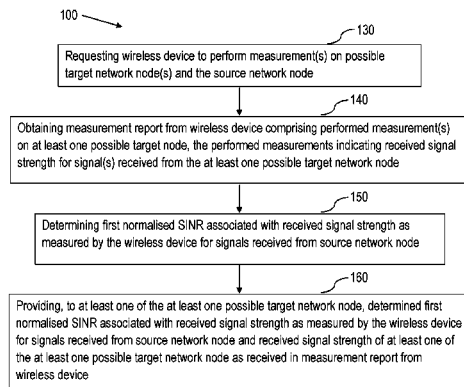 100
130
Requesting wireless device to perform measurement(s) on possible
target network node(s) and the source network node
140
Obtaining measurement report from wireless device comprising performed measurement(s)
on at least one possible target node, the performed measurements indicating received signal
strength for signal(s) received from the at least one possible target network node
150
Determining first normalised SINR associated with received signal strength as
measured by the wireless device for signals received from source network node
160
Providing, to at least one of the at least one possible target network node, determined first
normalised SINR associated with received signal strength as measured by the wireless device
for signals received from source network node and received signal strength of at least one of
the at least one possible target network node as received in measurement report from
wireless device